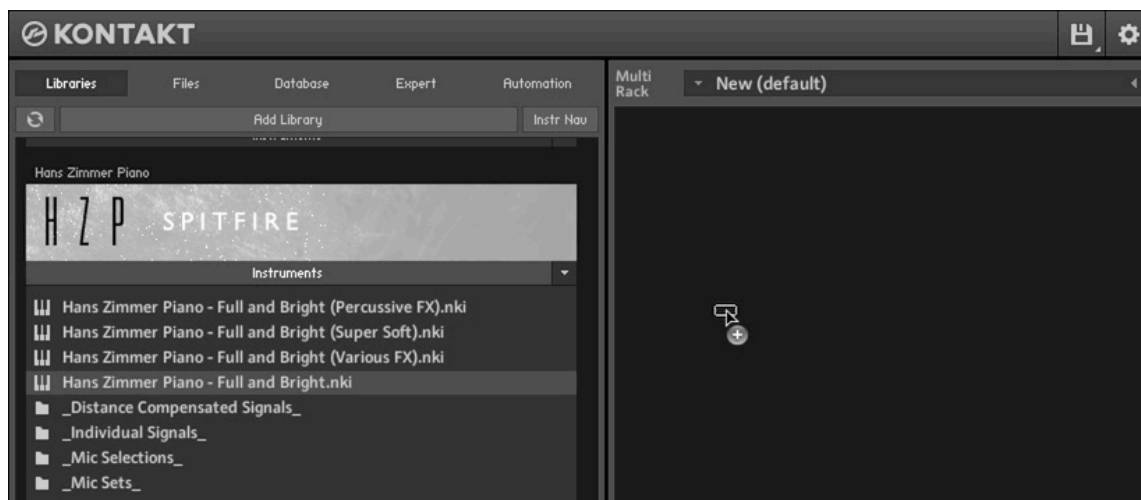 KONTAKT
Libraries Files Database Expert Automation
Add Library Instr Nav
Instruments
Hans Zimmer Piano
HZP SPITFIRE
Instruments
Hans Zimmer Piano - Full and Bright (Percussive FX).nki
Hans Zimmer Piano - Full and Bright (Super Soft).nki
Hans Zimmer Piano - Full and Bright (Various FX).nki
Hans Zimmer Piano - Full and Bright.nki
_Distance Compensated Signals_
_Individual Signals_
_Mic Selections_
_Mic Sets_
Multi
Rack
New (default)